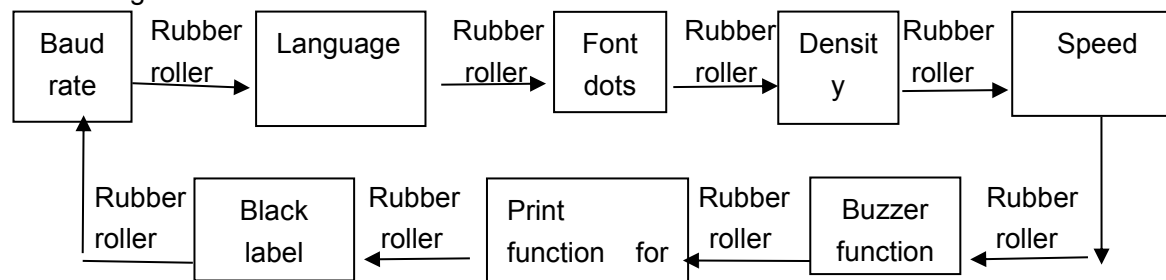 Baud
rate
Rubber
roller
Language
Rubber
roller
Font
dots
Rubber
roller
Densit
y
Rubber
roller
Speed
Rubber
roller
Black
label
Rubber
roller
Print
function for
Rubber
roller
Buzzer
function
Rubber
roller